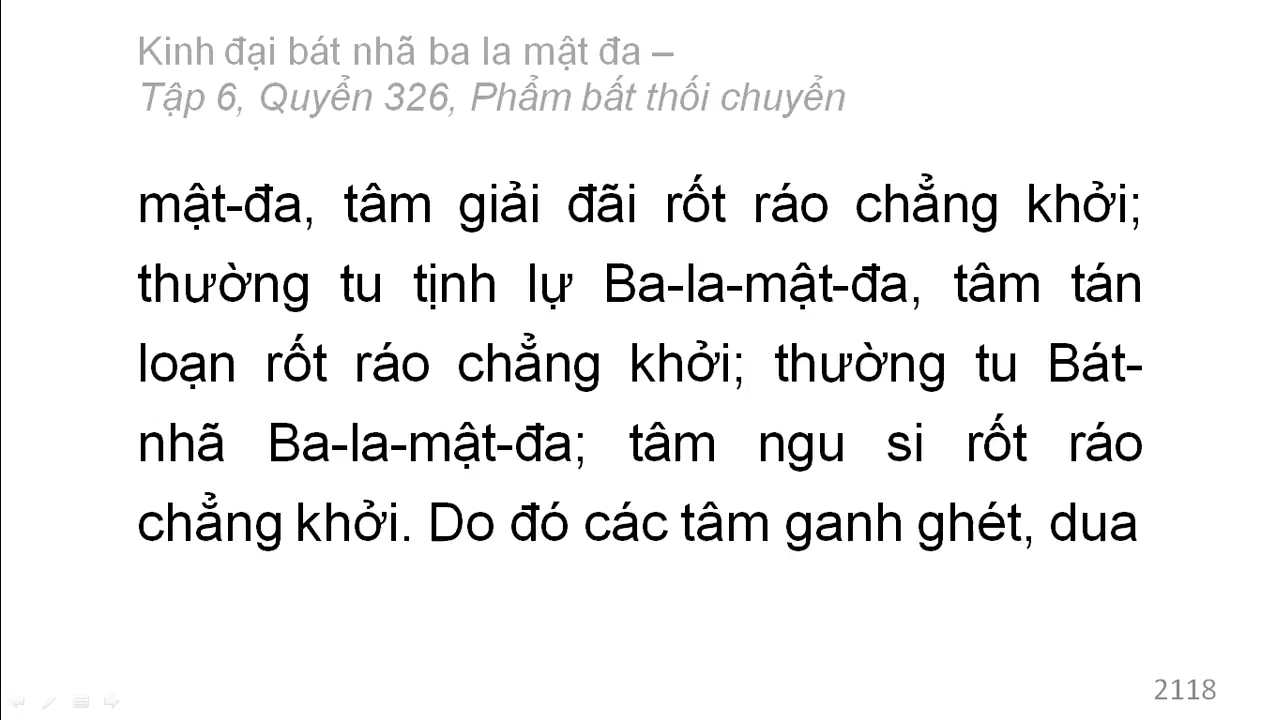 Kinh đại bát nhã ba la mật đa –
Tập 6, Quyển 326, Phẩm bất thối chuyển
mật-đa, tâm giải đãi rốt ráo chẳng khởi;
thường tu tịnh lự Ba-la-mật-đa, tâm tán
loạn rốt ráo chẳng khởi; thường tu Bát-
nhã Ba-la-mật-đa; tâm ngu si rốt ráo
chẳng khởi. Do đó các tâm ganh ghét, dua
2118